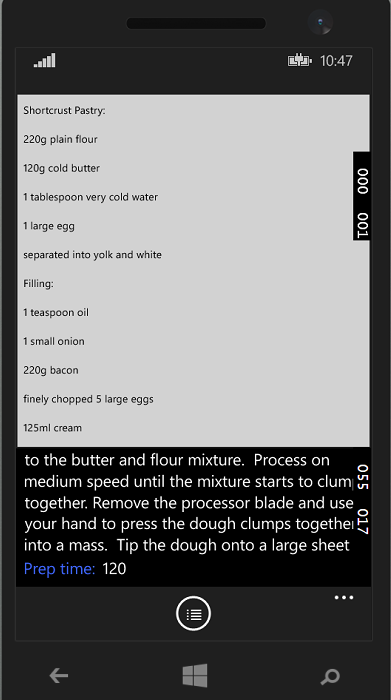 10:47
Shortcrust Pastry:
220g plain flour
120g cold butter
1 tablespoon very cold water
1 large egg
separated into yolk and white
Filling:
1 teaspoon oil
1 small onion
220g bacon
finely chopped 5 large eggs
125ml cream
000 001
to the butter and flour mixture.  Process on
medium speed until the mixture starts to clump
together. Remove the processor blade and use
your hand to press the dough clumps together
into a mass.  Tip the dough onto a large sheet
055 017
Prep time: 120